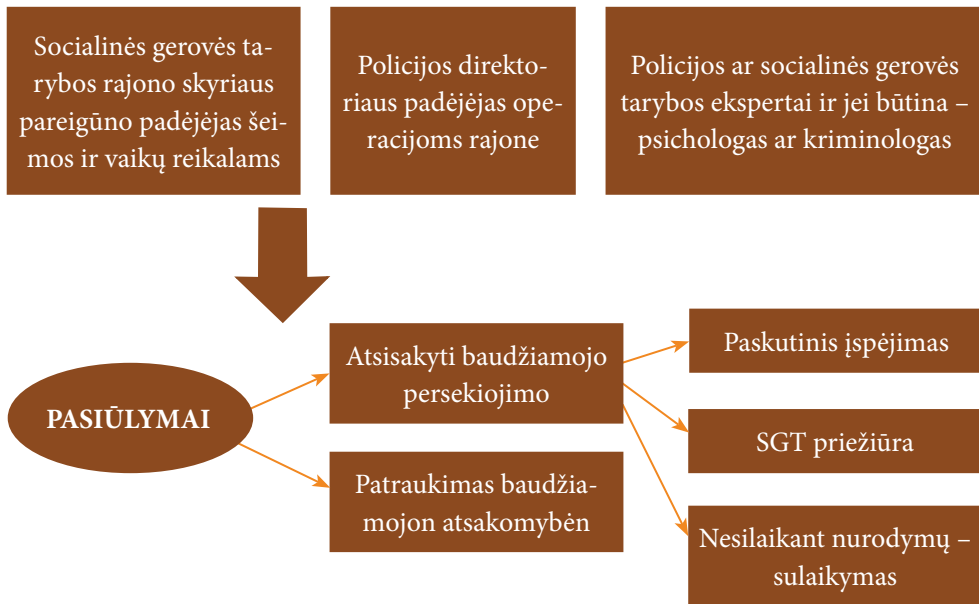 Socialinės gerovės ta-
rybos rajono skyriaus
pareigūno padėjėjas šei-
mos ir vaikų reikalams
Policijos direkto-
riaus padėjėjas ope-
racijoms rajone
Policijos ar socialinės gerovės
tarybos ekspertai ir jei būtina –
psichologas ar kriminologas
PASIŪLYMAI
Atsisakyti baudžiamojo
persekiojimo
Patraukimas baudžia-
mojon atsakomybėn
Paskutinis įspėjimas
SGT priežiūra
Nesilaikant nurodymų –
sulaikymas